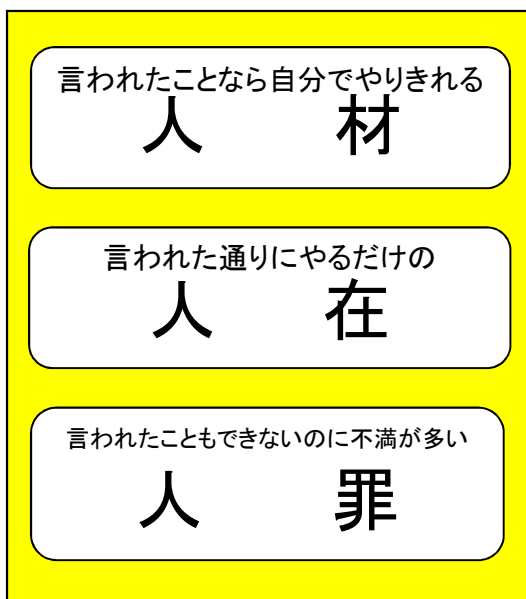 言われたことなら自分でやりきれる
人 材
言われた通りにやるだけの
人 在
言われたこともできないのに不満が多い
人 罪